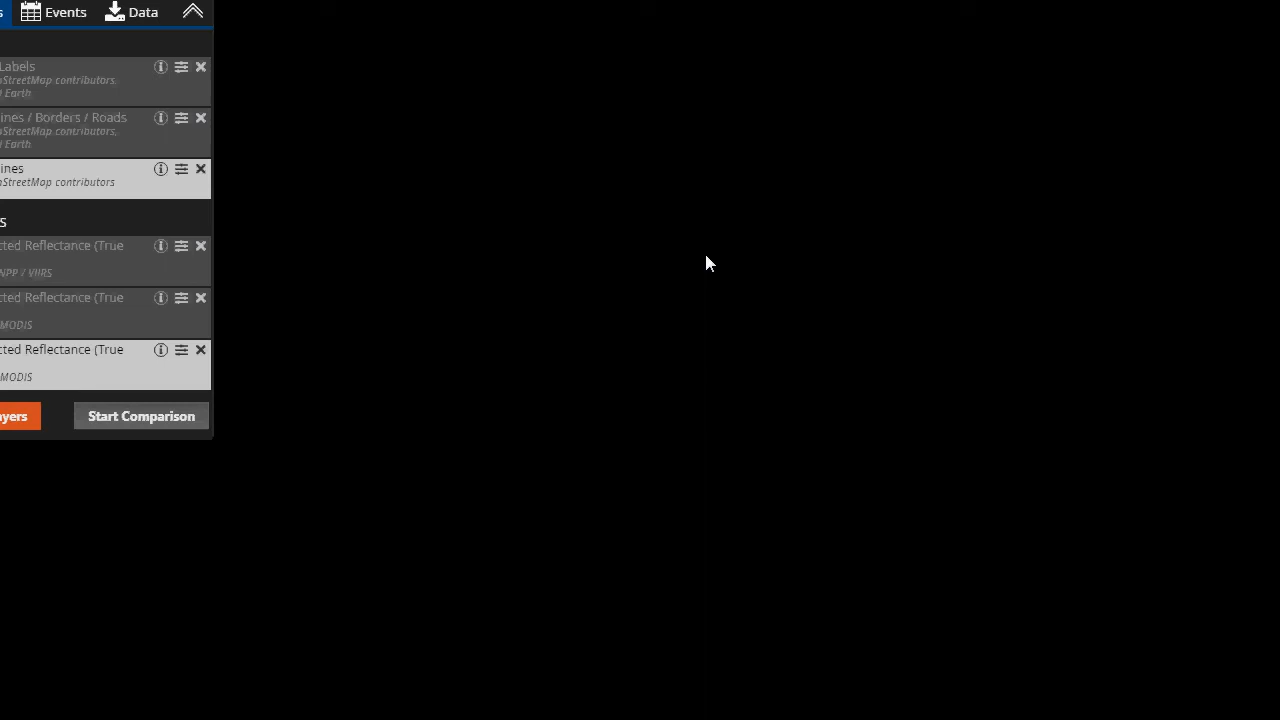 s Events Data
Labels
StreetMap contributors,
Earth
ines / Borders / Roads
StreetMap contributors,
Earth
ines
StreetMap contributors
s
cted Reflectance (True
NPP / VIIRS
cted Reflectance (True
MODIS
cted Reflectance (True
MODIS
ayers Start Comparison